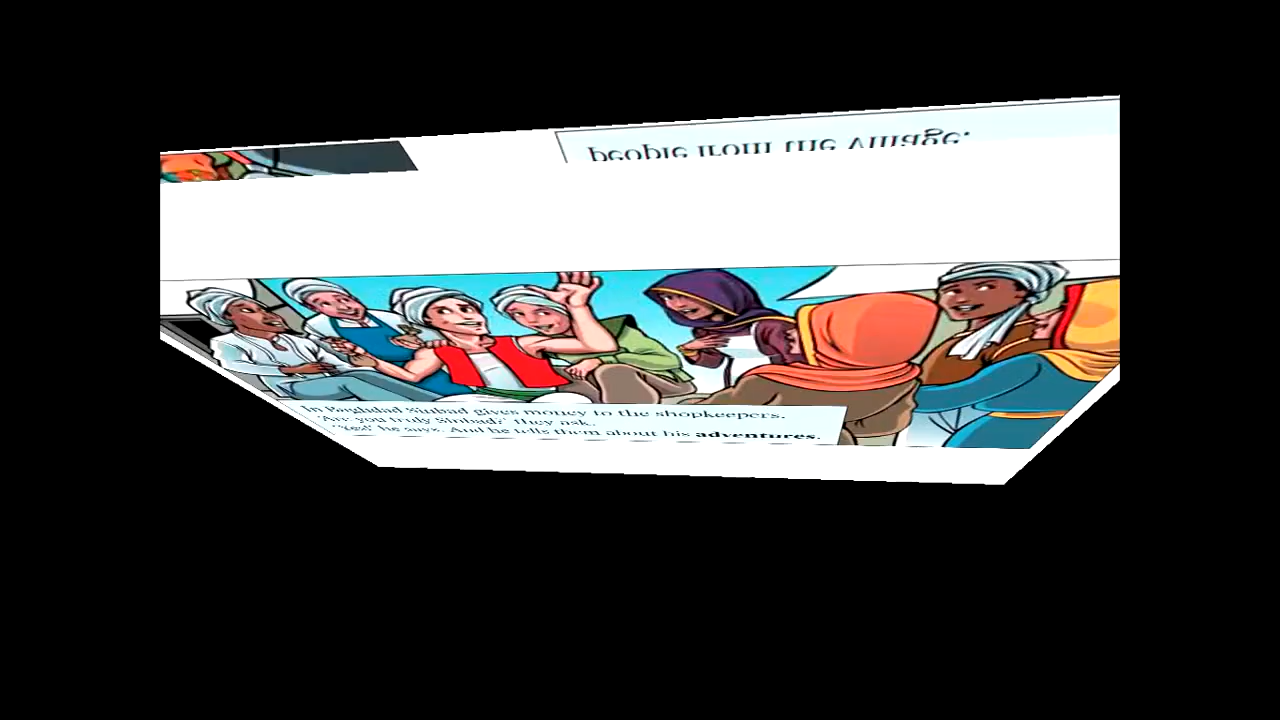 people from the village.
In Baghdad Sinbad gives money to the shopkeepers.
'Are you truly Sinbad?' they ask.
'Yes!' he says. And he tells them about his adventures.